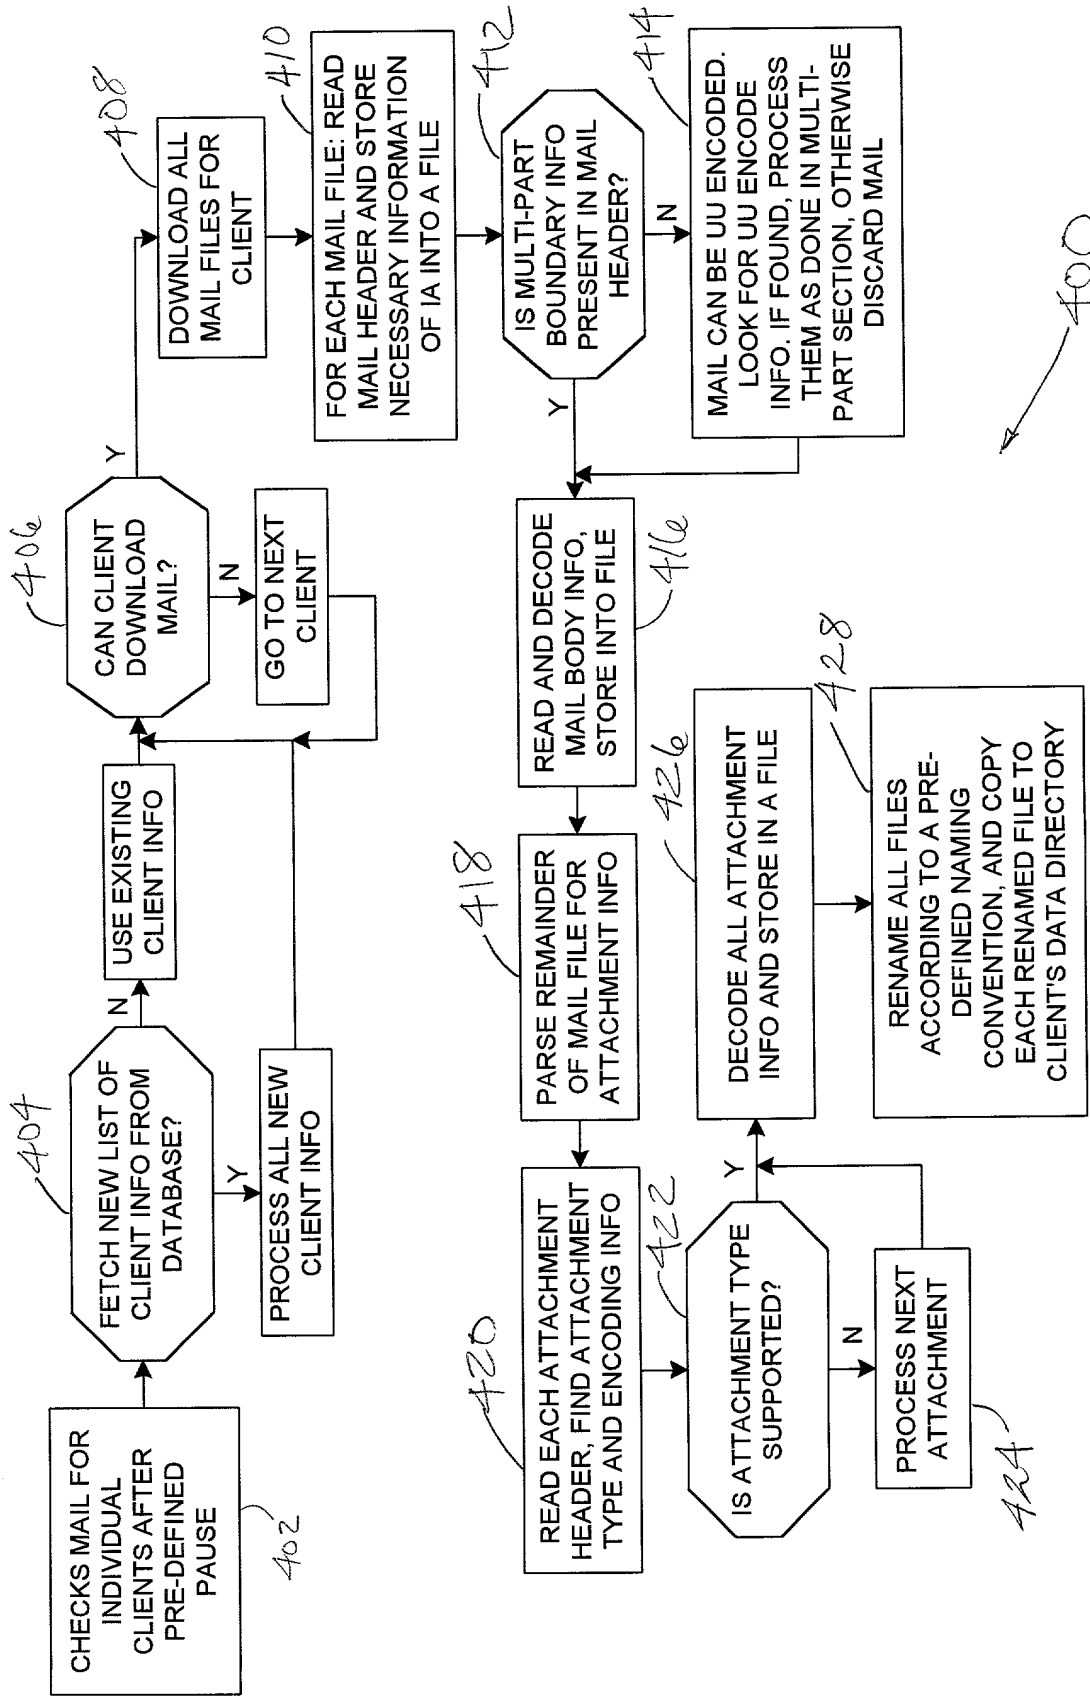 402
CHECKS MAIL FOR
INDIVIDUAL
CLIENTS AFTER
PRE-DEFINED
PAUSE
404
FETCH NEW LIST OF
CLIENT INFO FROM
DATABASE?
N
Y
USE EXISTING
CLIENT INFO
PROCESS ALL NEW
CLIENT INFO
406
CAN CLIENT
DOWNLOAD
MAIL?
Y
N
GO TO NEXT
CLIENT
408
DOWNLOAD ALL
MAIL FILES FOR
CLIENT
410
FOR EACH MAIL FILE: READ
MAIL HEADER AND STORE
NECESSARY INFORMATION
OF IA INTO A FILE
412
IS MULTI-PART
BOUNDARY INFO
PRESENT IN MAIL
HEADER?
Y
N
414
MAIL CAN BE UU ENCODED.
LOOK FOR UU ENCODE
INFO. IF FOUND, PROCESS
THEM AS DONE IN MULTI-
PART SECTION, OTHERWISE
DISCARD MAIL
416
READ AND DECODE
MAIL BODY INFO,
STORE INTO FILE
418
PARSE REMAINDER
OF MAIL FILE FOR
ATTACHMENT INFO
420
READ EACH ATTACHMENT
HEADER, FIND ATTACHMENT
TYPE AND ENCODING INFO
422
IS ATTACHMENT TYPE
SUPPORTED?
Y
N
424
PROCESS NEXT
ATTACHMENT
426
DECODE ALL ATTACHMENT
INFO AND STORE IN A FILE
428
RENAME ALL FILES
ACCORDING TO A PRE-
DEFINED NAMING
CONVENTION, AND COPY
EACH RENAMED FILE TO
CLIENT'S DATA DIRECTORY
400